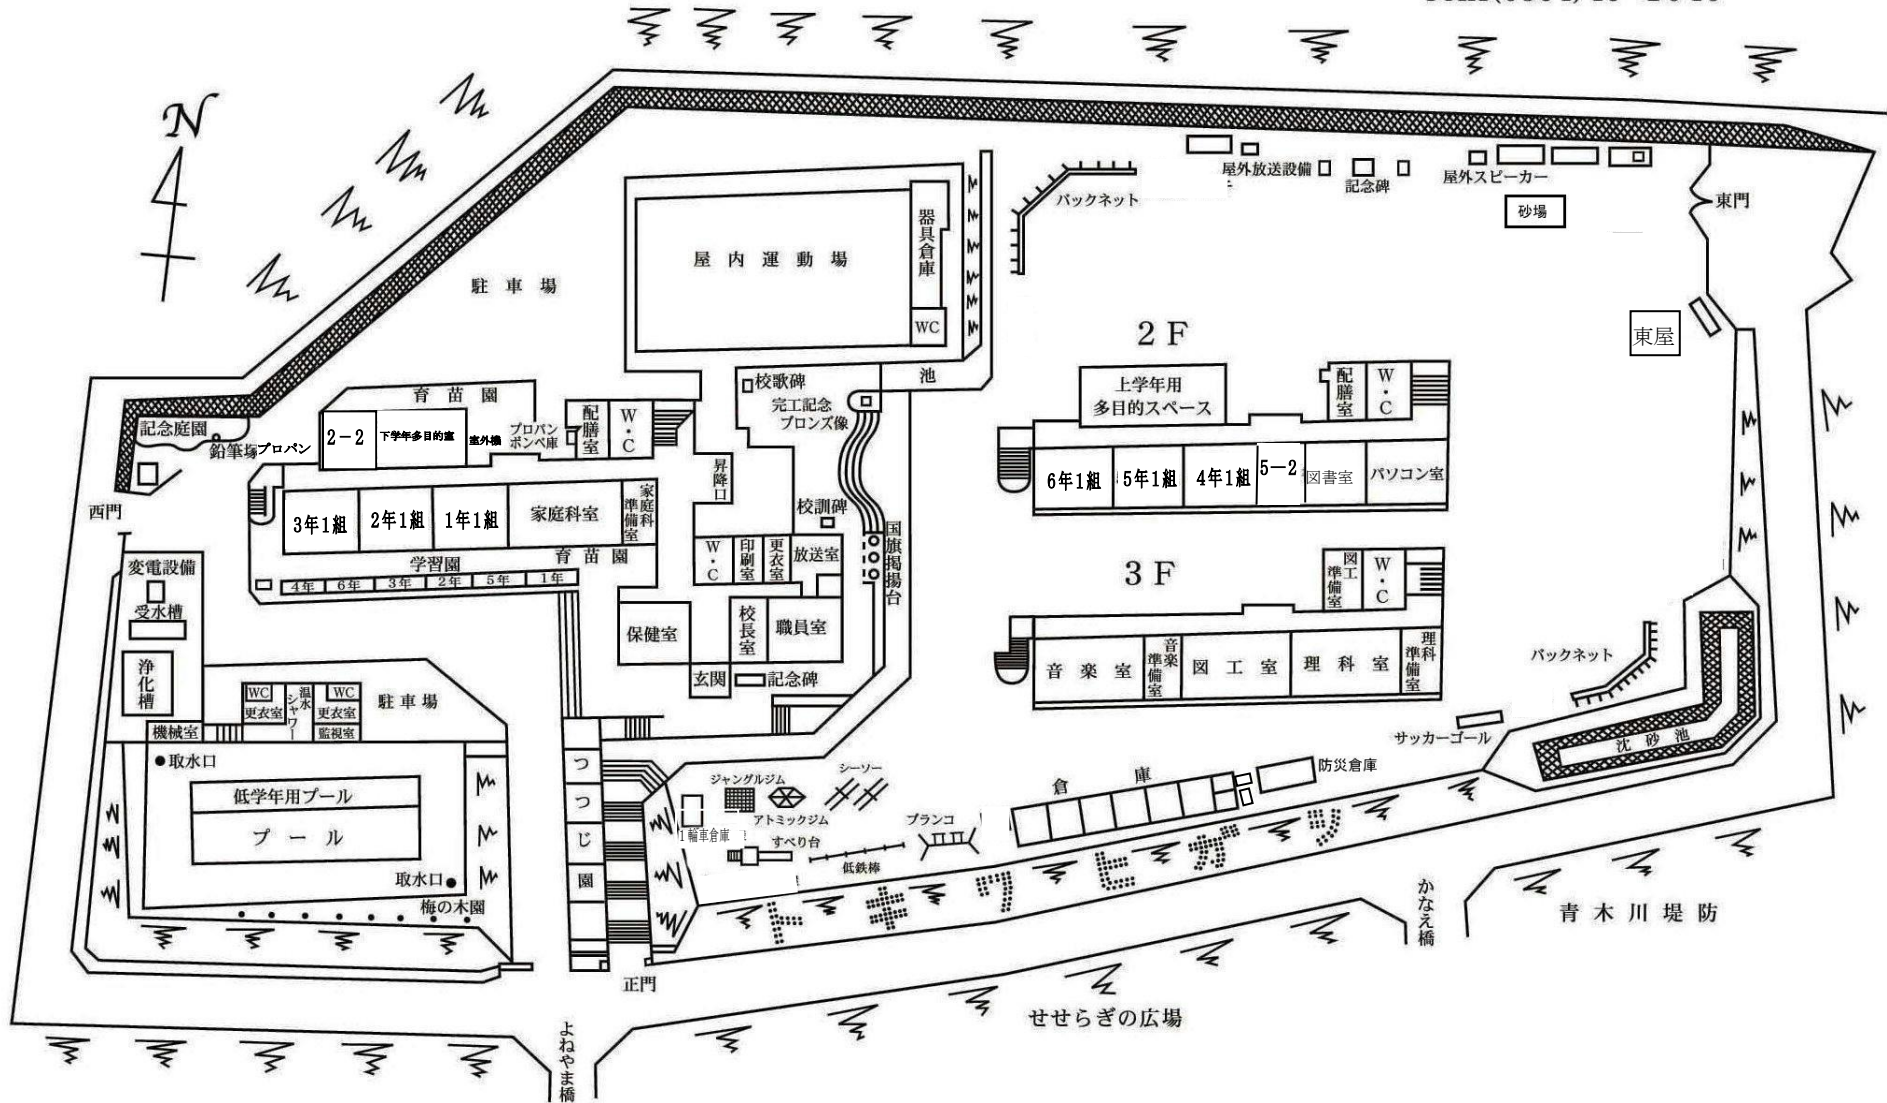 N
バックネット
屋外放送設備
記念碑
屋外スピーカー
砂場
東門
東屋
駐車場
屋内運動場
器具倉庫
WC
池
校歌碑
完工記念
ブロンズ像
育苗園
2-2
下学年多目的室
室外機
プロパン
ボンベ庫
配膳室
W・C
記念庭園
鉛筆塚
プロパン
西門
3年1組
2年1組
1年1組
家庭科室
家庭科
準備室
昇降口
校訓碑
国旗掲揚台
学習園
育苗園
4年
6年
3年
2年
5年
1年
W・C
印刷室
更衣室
放送室
保健室
校長室
職員室
玄関
記念碑
変電設備
受水槽
浄化槽
機械室
WC
更衣室
温水
シャワー
WC
更衣室
監視室
駐車場
取水口
低学年用プール
プール
取水口
梅の木園
つつじ園
正門
よねやま橋
2F
上学年用
多目的スペース
配膳室
W・C
6年1組
5年1組
4年1組
5-2
図書室
パソコン室
3F
図工
準備室
W・C
音楽室
音楽
準備室
図工室
理科室
理科
準備室
バックネット
サッカーゴール
沈砂池
防災倉庫
倉庫
ジャングルジム
シーソー
アトミックジム
1輪車倉庫
すべり台
低鉄棒
ブランコ
トキワヒガシ
かなえ橋
青木川堤防
せせらぎの広場